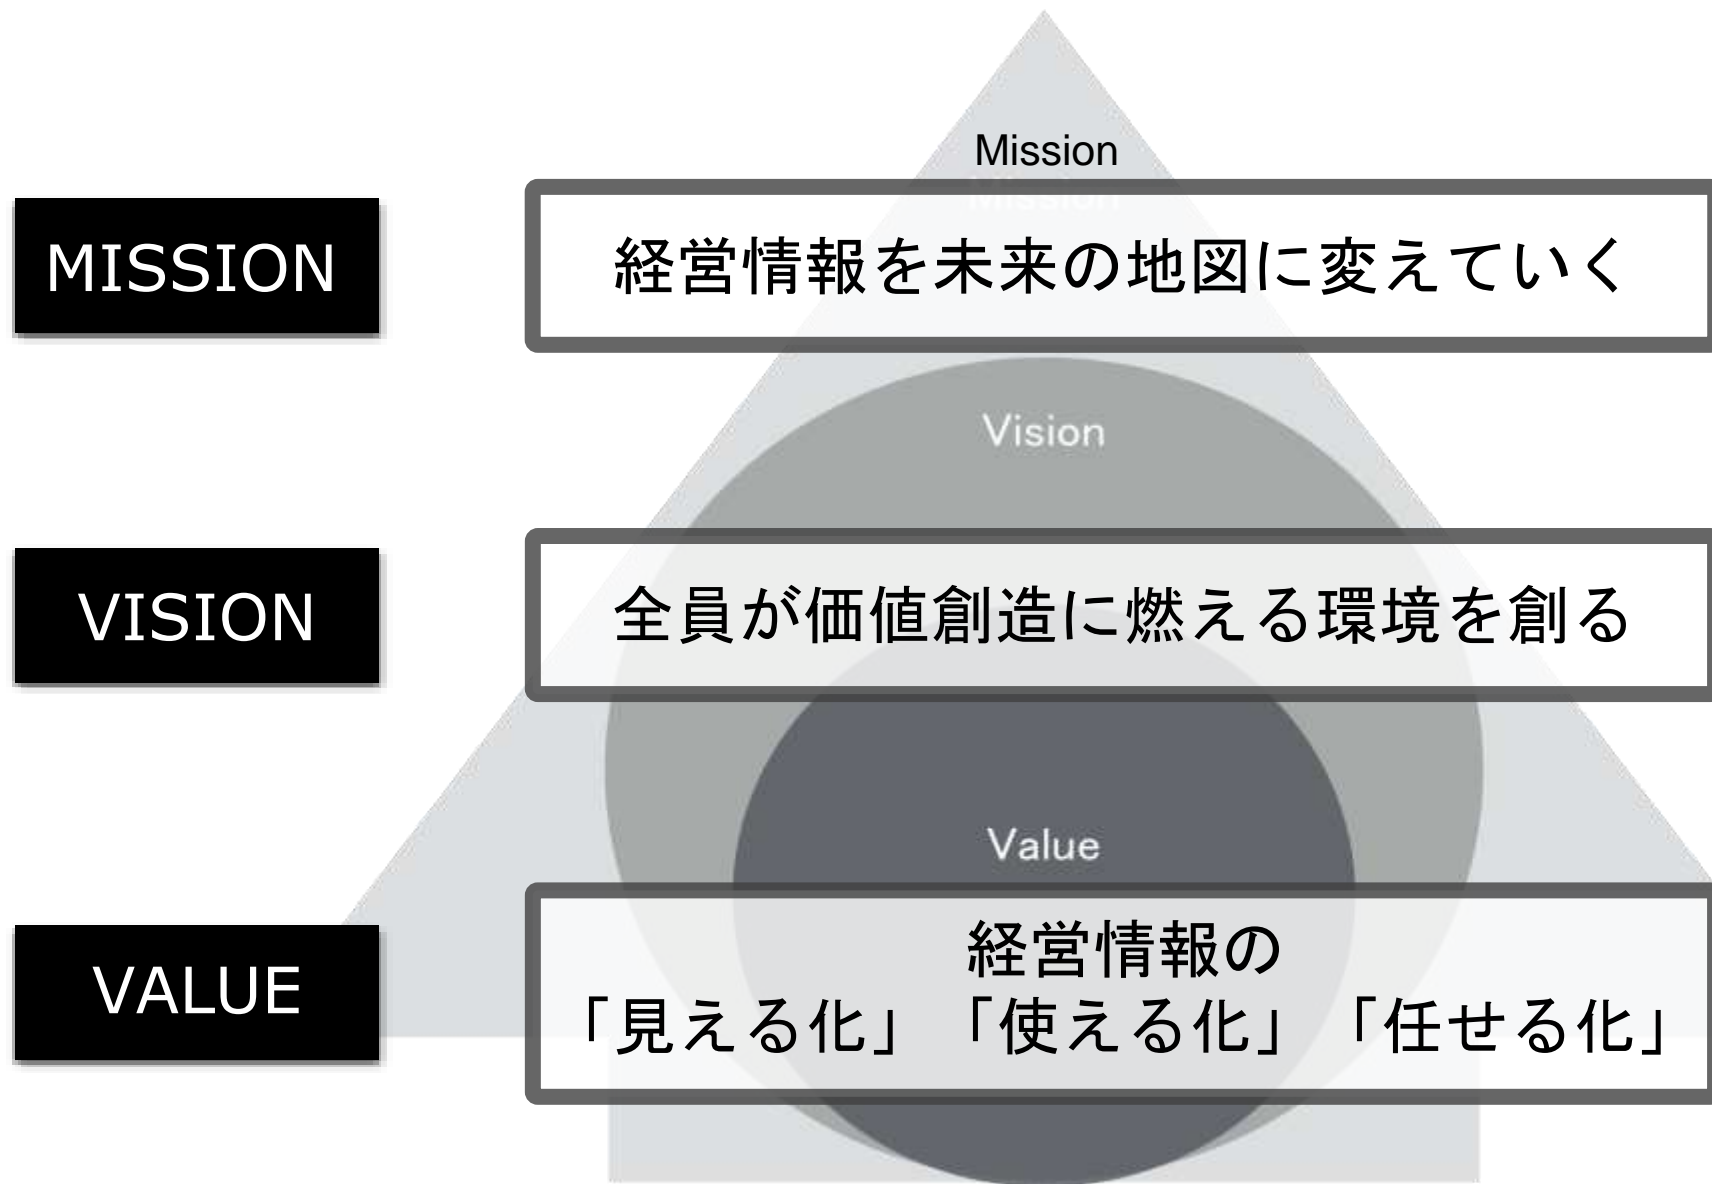 Mission
Mission
MISSION
経営情報を未来の地図に変えていく
Vision
VISION
全員が価値創造に燃える環境を創る
Value
VALUE
経営情報の
「見える化」「使える化」「任せる化」